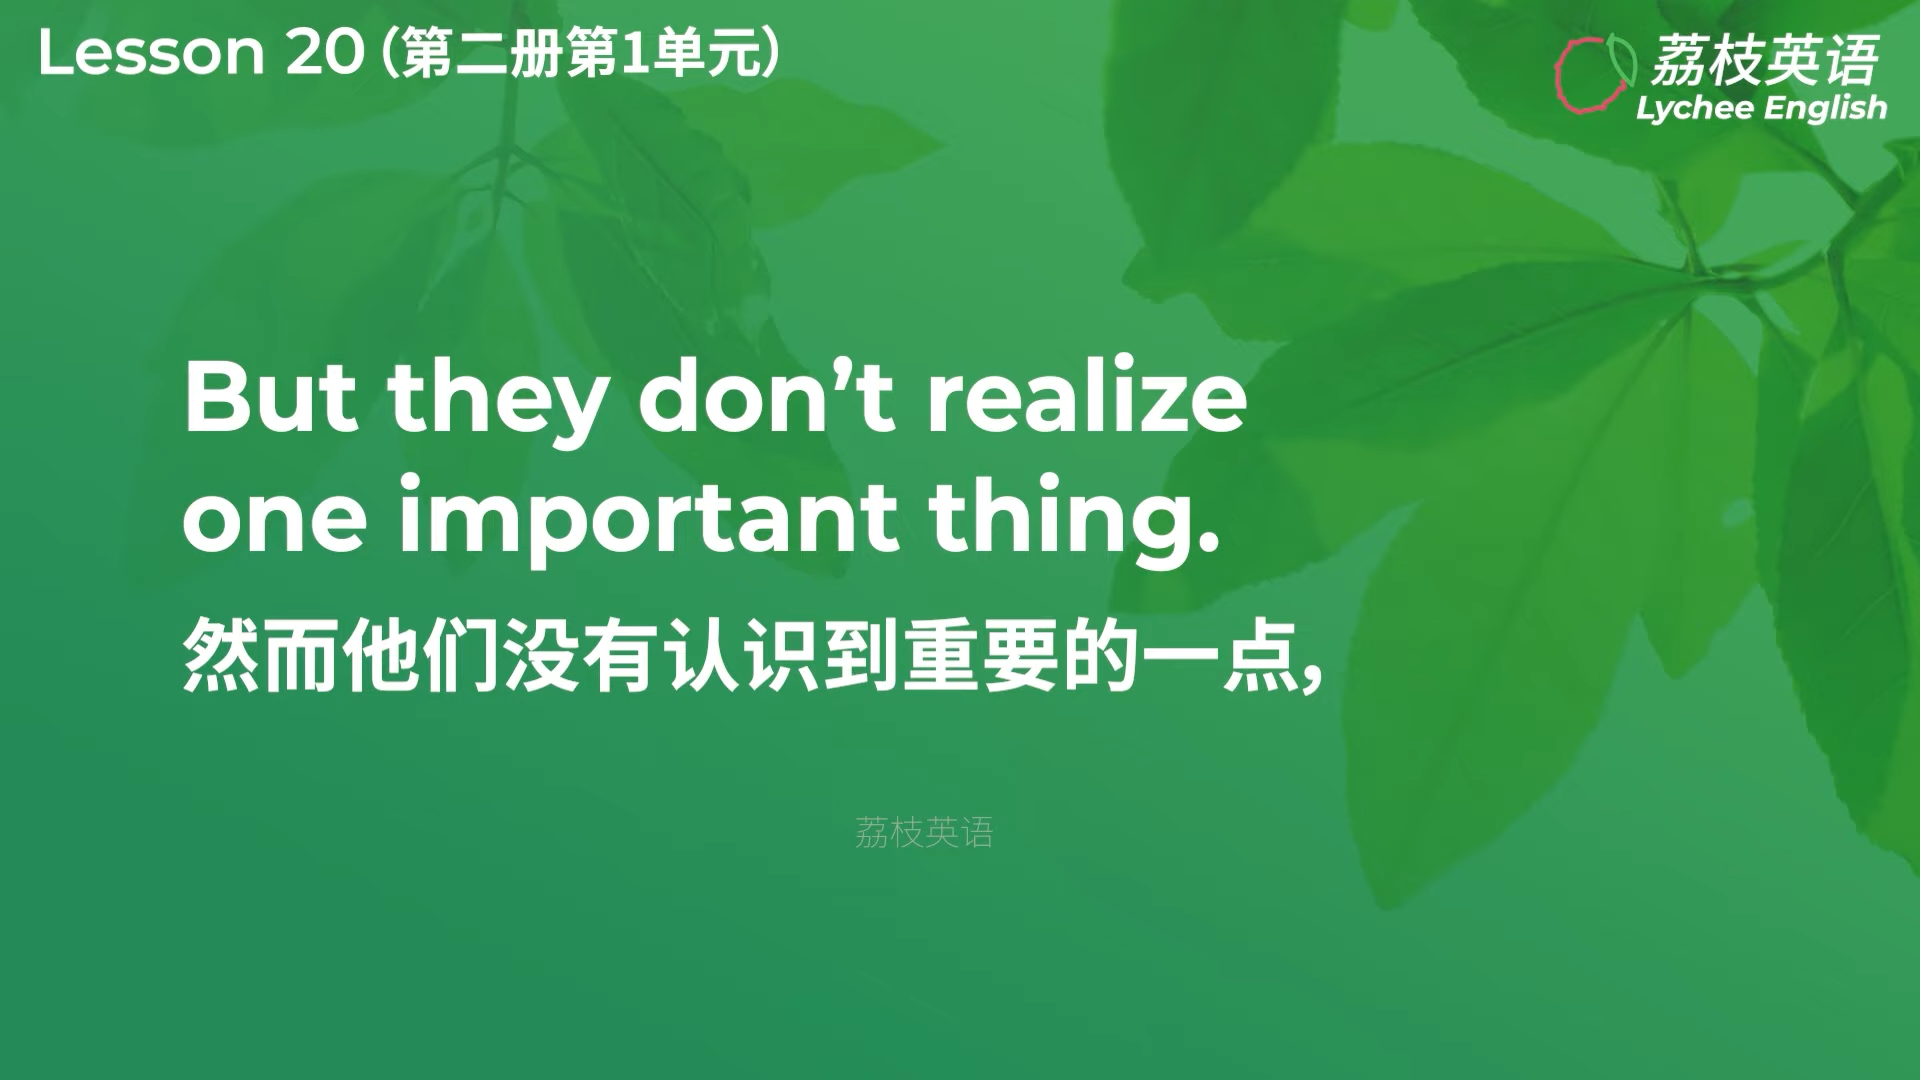 Lesson 20（第二册第1单元）
荔枝英语
Lychee English
But they don’t realize
one important thing.
然而他们没有认识到重要的一点,
荔枝英语